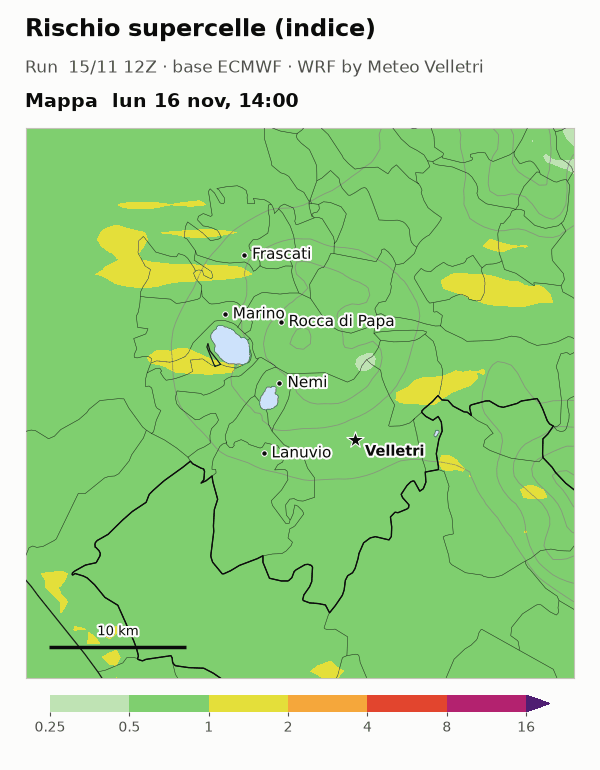 Rischio supercelle (indice)
Run  15/11 12Z · base ECMWF · WRF by Meteo Velletri
Mappa  lun 16 nov, 14:00
Frascati
Marino
Rocca di Papa
Nemi
Velletri
Lanuvio
10 km
0.25 0.5 1 2 4 8 16